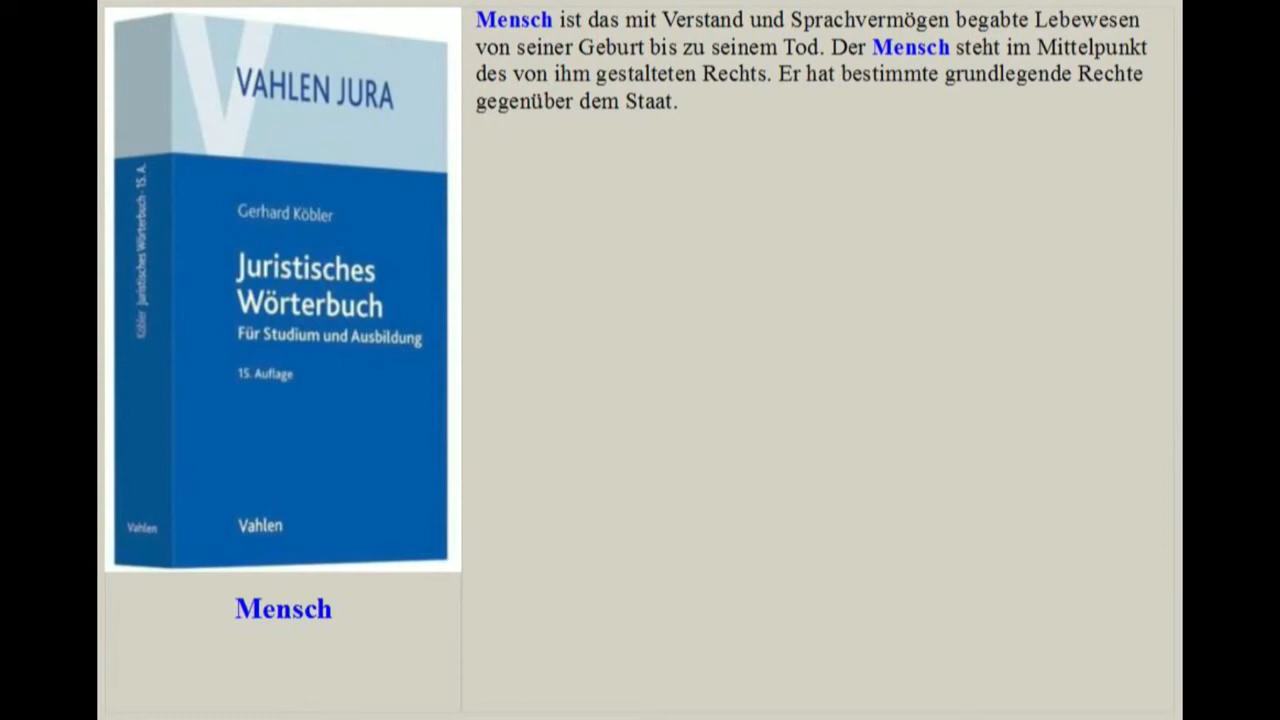 VAHLEN JURA
Gerhard Köbler
Juristisches
Wörterbuch
Für Studium und Ausbildung
15. Auflage
Vahlen
Köbler Juristisches Wörterbuch · 15. A.
Vahlen
Mensch
Mensch ist das mit Verstand und Sprachvermögen begabte Lebewesen
von seiner Geburt bis zu seinem Tod. Der Mensch steht im Mittelpunkt
des von ihm gestalteten Rechts. Er hat bestimmte grundlegende Rechte
gegenüber dem Staat.